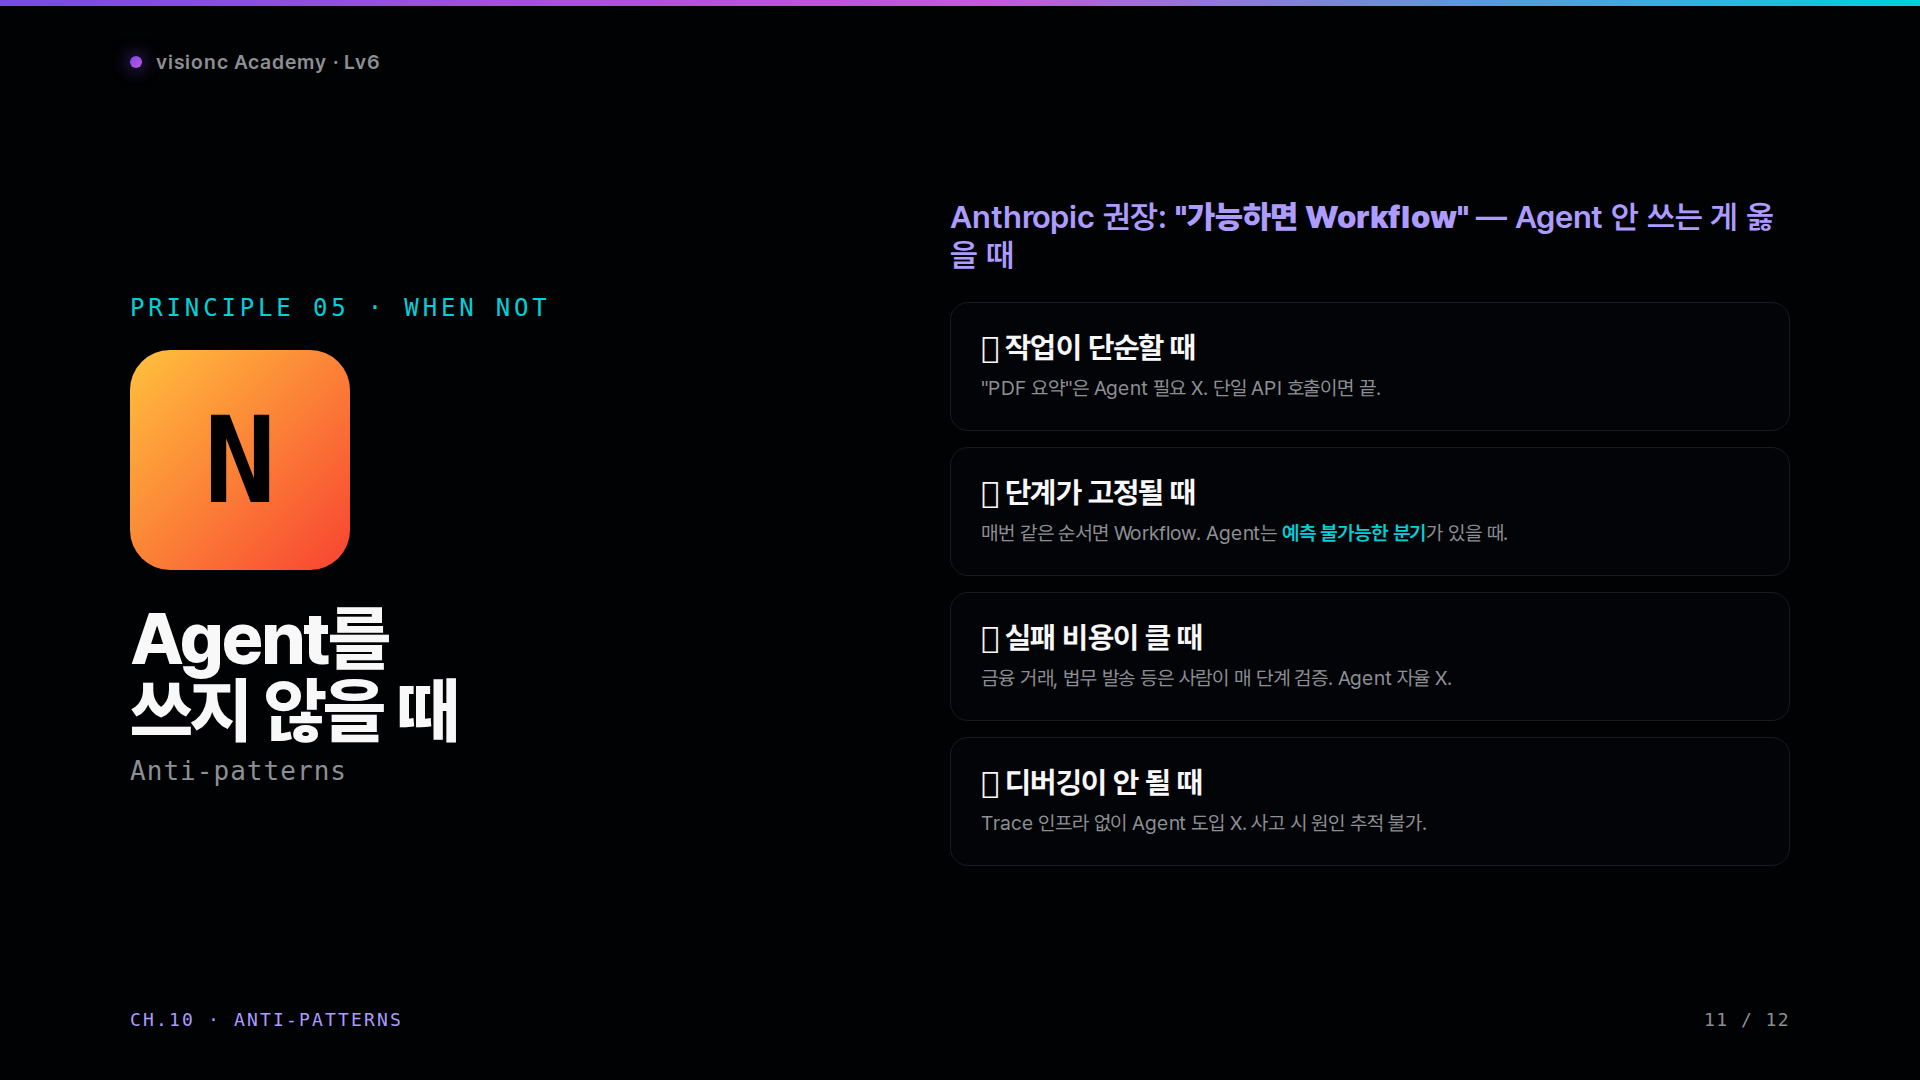 visionc Academy · Lv6
PRINCIPLE 05 · WHEN NOT
N
Agent를
쓰지 않을 때
Anti-patterns
Anthropic 권장: "가능하면 Workflow" — Agent 안 쓰는 게 옳
을 때
작업이 단순할 때
"PDF 요약"은 Agent 필요 X. 단일 API 호출이면 끝.
단계가 고정될 때
매번 같은 순서면 Workflow. Agent는 예측 불가능한 분기가 있을 때.
실패 비용이 클 때
금융 거래, 법무 발송 등은 사람이 매 단계 검증. Agent 자율 X.
디버깅이 안 될 때
Trace 인프라 없이 Agent 도입 X. 사고 시 원인 추적 불가.
CH.10 · ANTI-PATTERNS
11 / 12